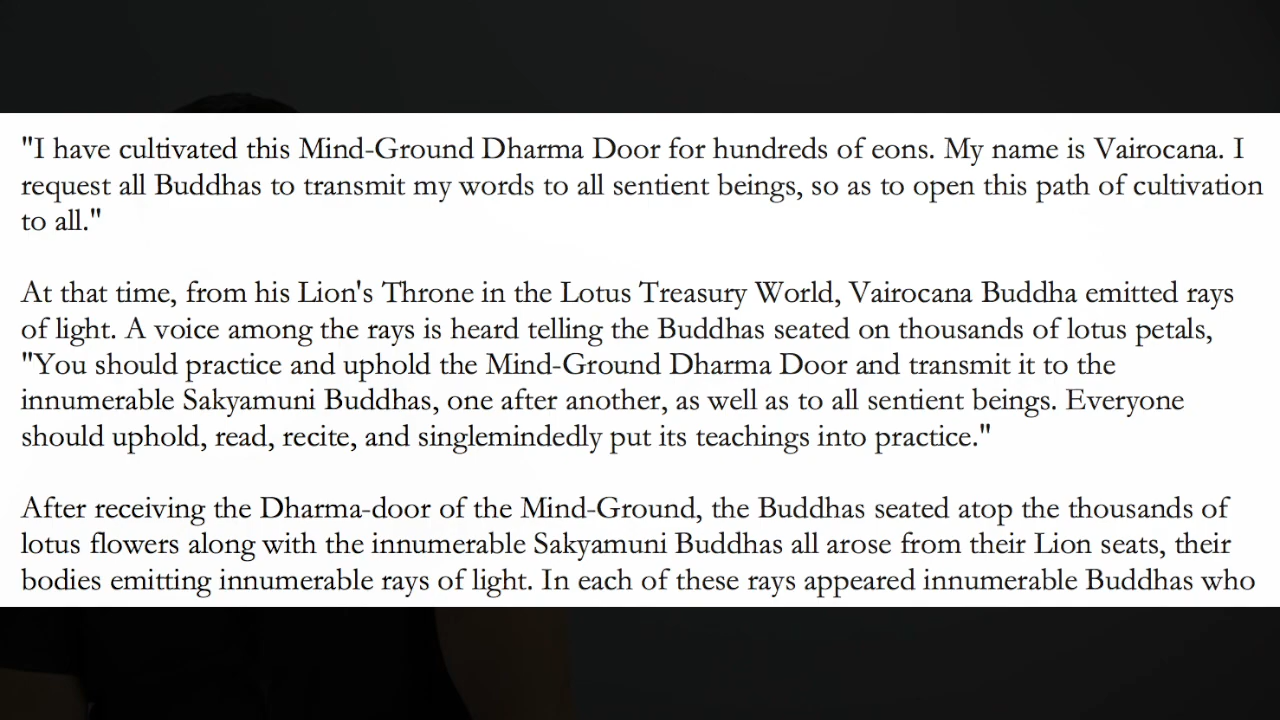 "I have cultivated this Mind-Ground Dharma Door for hundreds of eons. My name is Vairocana. I
request all Buddhas to transmit my words to all sentient beings, so as to open this path of cultivation
to all."
At that time, from his Lion's Throne in the Lotus Treasury World, Vairocana Buddha emitted rays
of light. A voice among the rays is heard telling the Buddhas seated on thousands of lotus petals,
"You should practice and uphold the Mind-Ground Dharma Door and transmit it to the
innumerable Sakyamuni Buddhas, one after another, as well as to all sentient beings. Everyone
should uphold, read, recite, and singlemindedly put its teachings into practice."
After receiving the Dharma-door of the Mind-Ground, the Buddhas seated atop the thousands of
lotus flowers along with the innumerable Sakyamuni Buddhas all arose from their Lion seats, their
bodies emitting innumerable rays of light. In each of these rays appeared innumerable Buddhas who